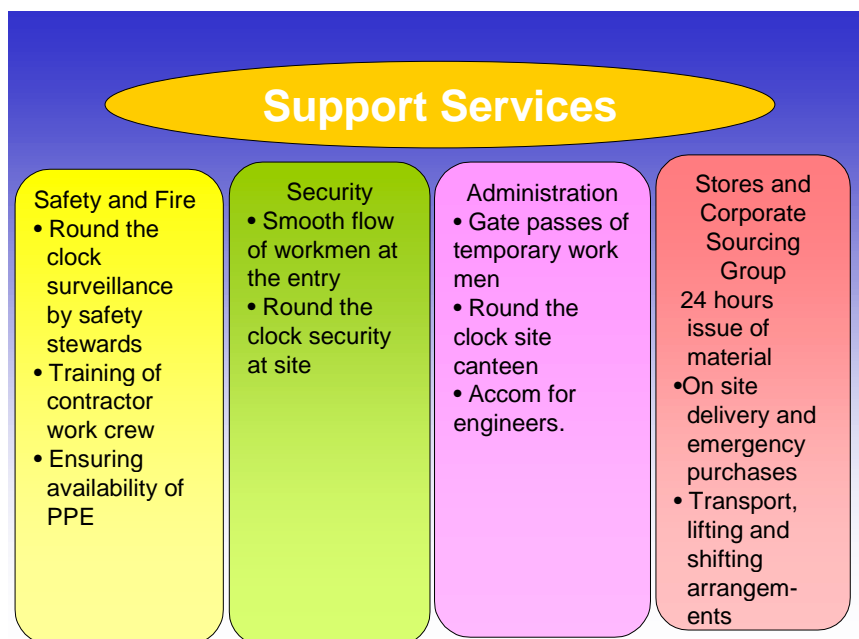 Support Services
Safety and Fire
• Round the
clock
surveillance
by safety
stewards
• Training of
contractor
work crew
• Ensuring
availability of
PPE
Security
• Smooth flow
of workmen at
the entry
• Round the
clock security
at site
Administration
• Gate passes of
temporary work
men
• Round the
clock site
canteen
• Accom for
engineers.
Stores and
Corporate
Sourcing
Group
24 hours
issue of
material
•On site
delivery and
emergency
purchases
• Transport,
lifting and
shifting
arrangem-
ents